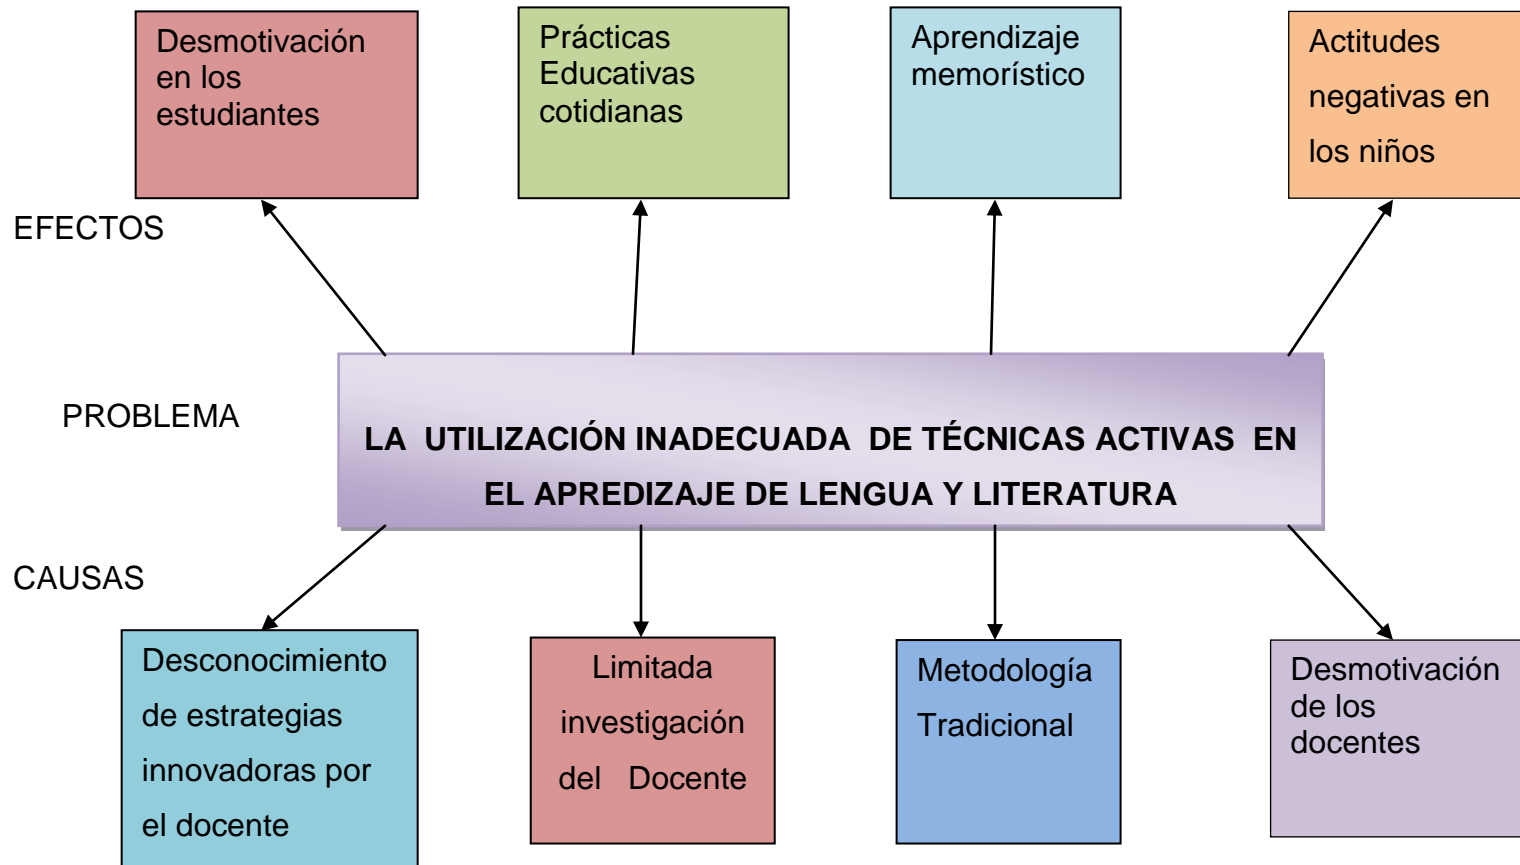 Desmotivación
en los
estudiantes
Prácticas
Educativas
cotidianas
Aprendizaje
memorístico
Actitudes
negativas en
los niños
EFECTOS
PROBLEMA
LA UTILIZACIÓN INADECUADA DE TÉCNICAS ACTIVAS EN
EL APREDIZAJE DE LENGUA Y LITERATURA
CAUSAS
Desconocimiento
de estrategias
innovadoras por
el docente
Limitada
investigación
del Docente
Metodología
Tradicional
Desmotivación
de los
docentes